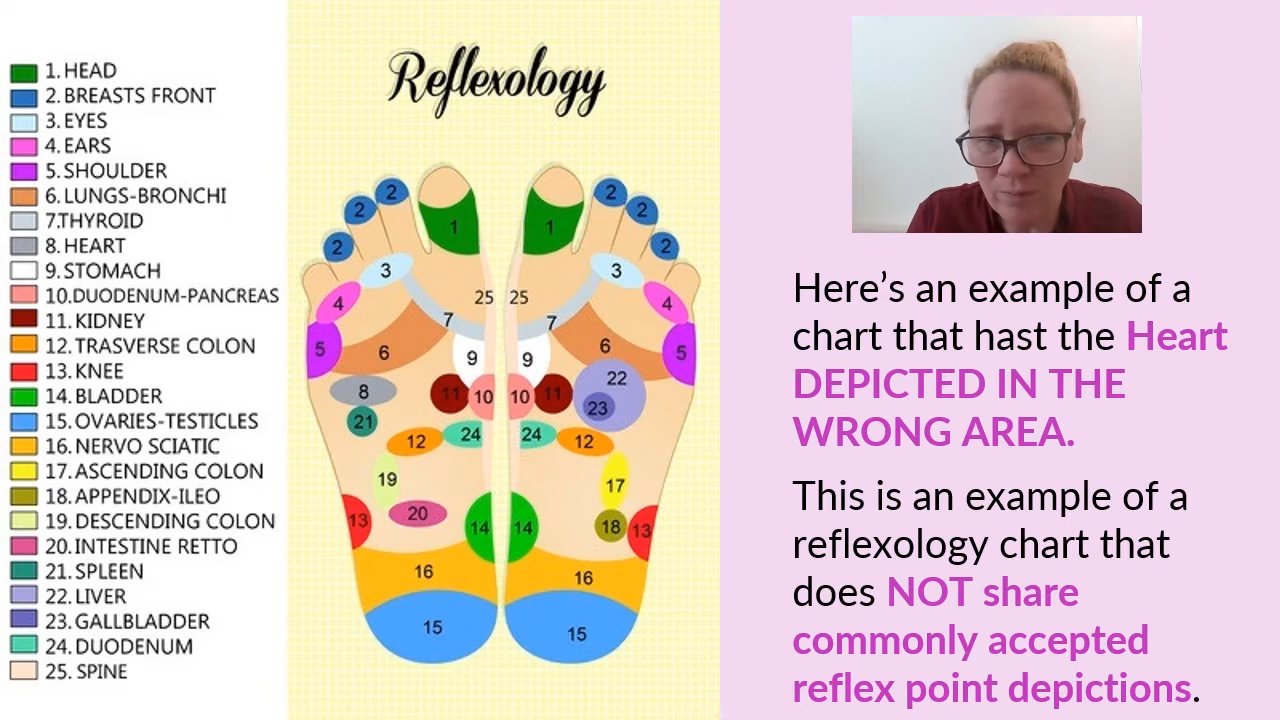 1. HEAD
2. BREASTS FRONT
3. EYES
4. EARS
5. SHOULDER
6. LUNGS-BRONCHI
7.THYROID
8. HEART
9. STOMACH
10.DUODENUM-PANCREAS
11. KIDNEY
12. TRASVERSE COLON
13. KNEE
14. BLADDER
15. OVARIES-TESTICLES
16. NERVO SCIATIC
17. ASCENDING COLON
18. APPENDIX-ILEO
19. DESCENDING COLON
20. INTESTINE RETTO
21. SPLEEN
22. LIVER
23. GALLBLADDER
24. DUODENUM
25. SPINE
Reflexology
2 2
2 2
1 1
2 2
3 3
25 25
4 4
7 7
5 6 9 9 6 5
22
8 11 10 10 11
23
21
24 24
12 12
19 17
20
13 14 14 18 13
16 16
15 15
Here’s an example of a
chart that hast the Heart
DEPICTED IN THE
WRONG AREA.
This is an example of a
reflexology chart that
does NOT share
commonly accepted
reflex point depictions.